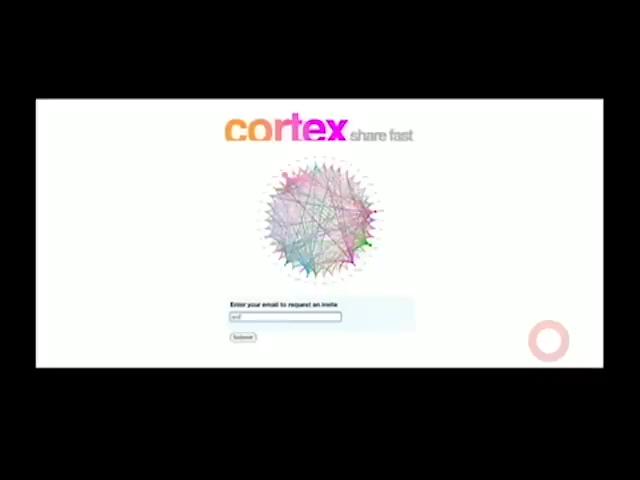 cortex share fast
Enter your email to request an invite
Submit